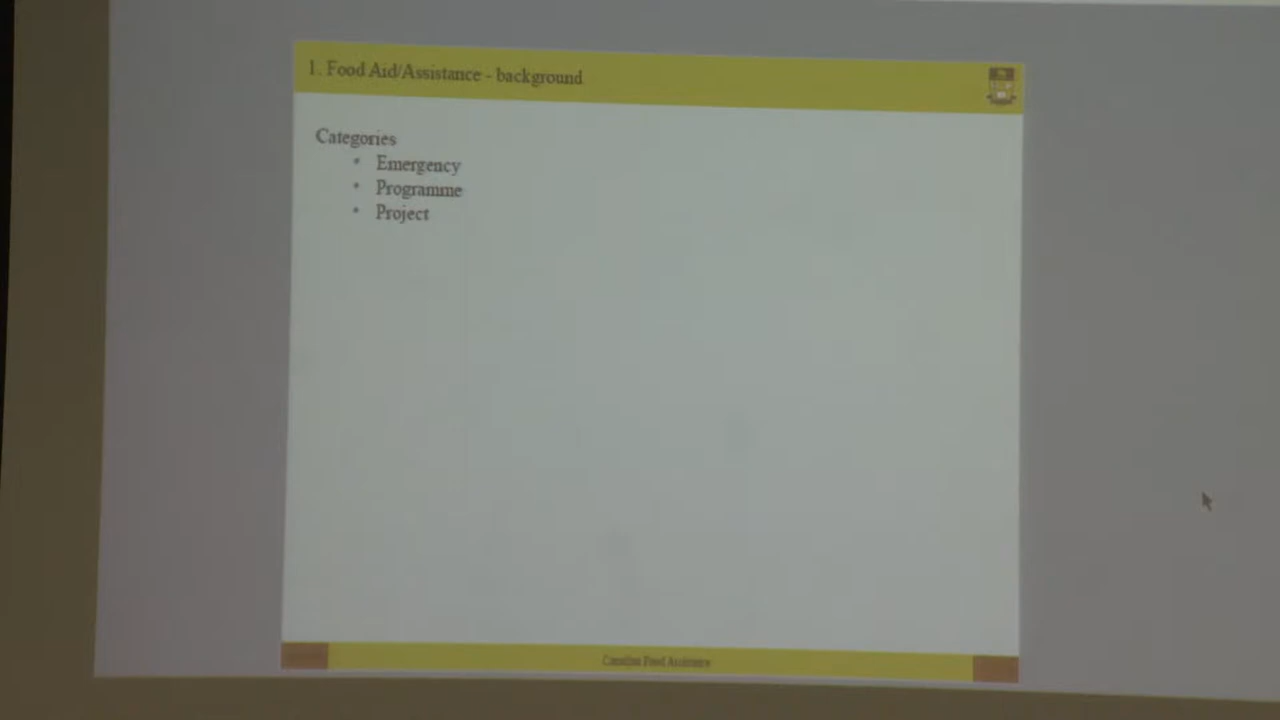 1. Food Aid/Assistance - background
Categories
• Emergency
• Programme
• Project
Canadian Food Assistance